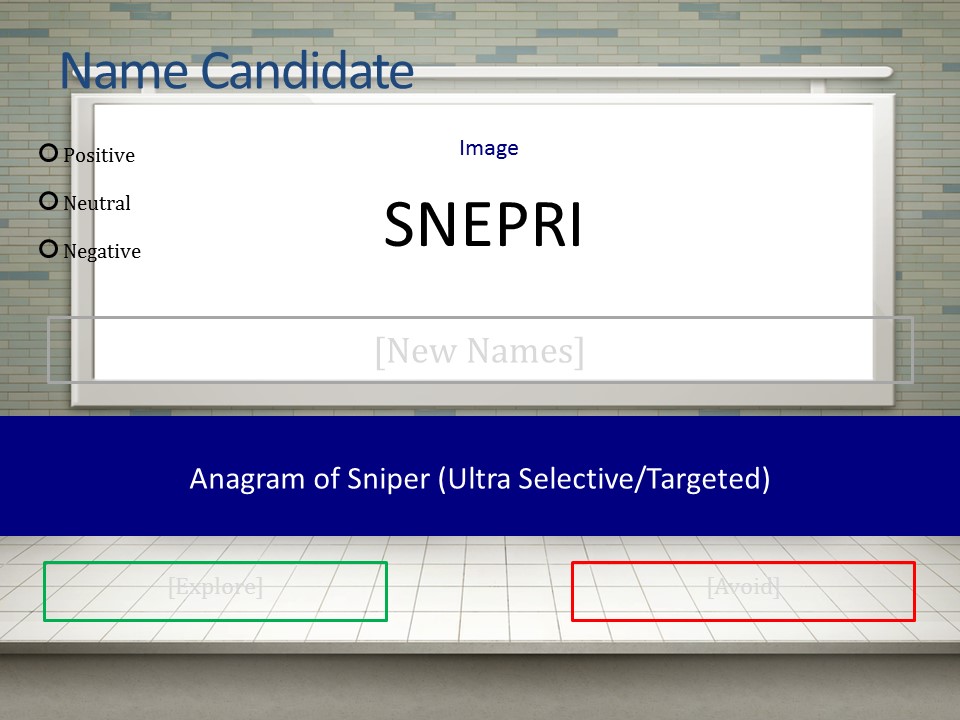 Name Candidate
Positive
Image
Neutral
SNEPRI
Negative
[New Names]
Anagram of Sniper (Ultra Selective/Targeted)
[Explore]
[Avoid]